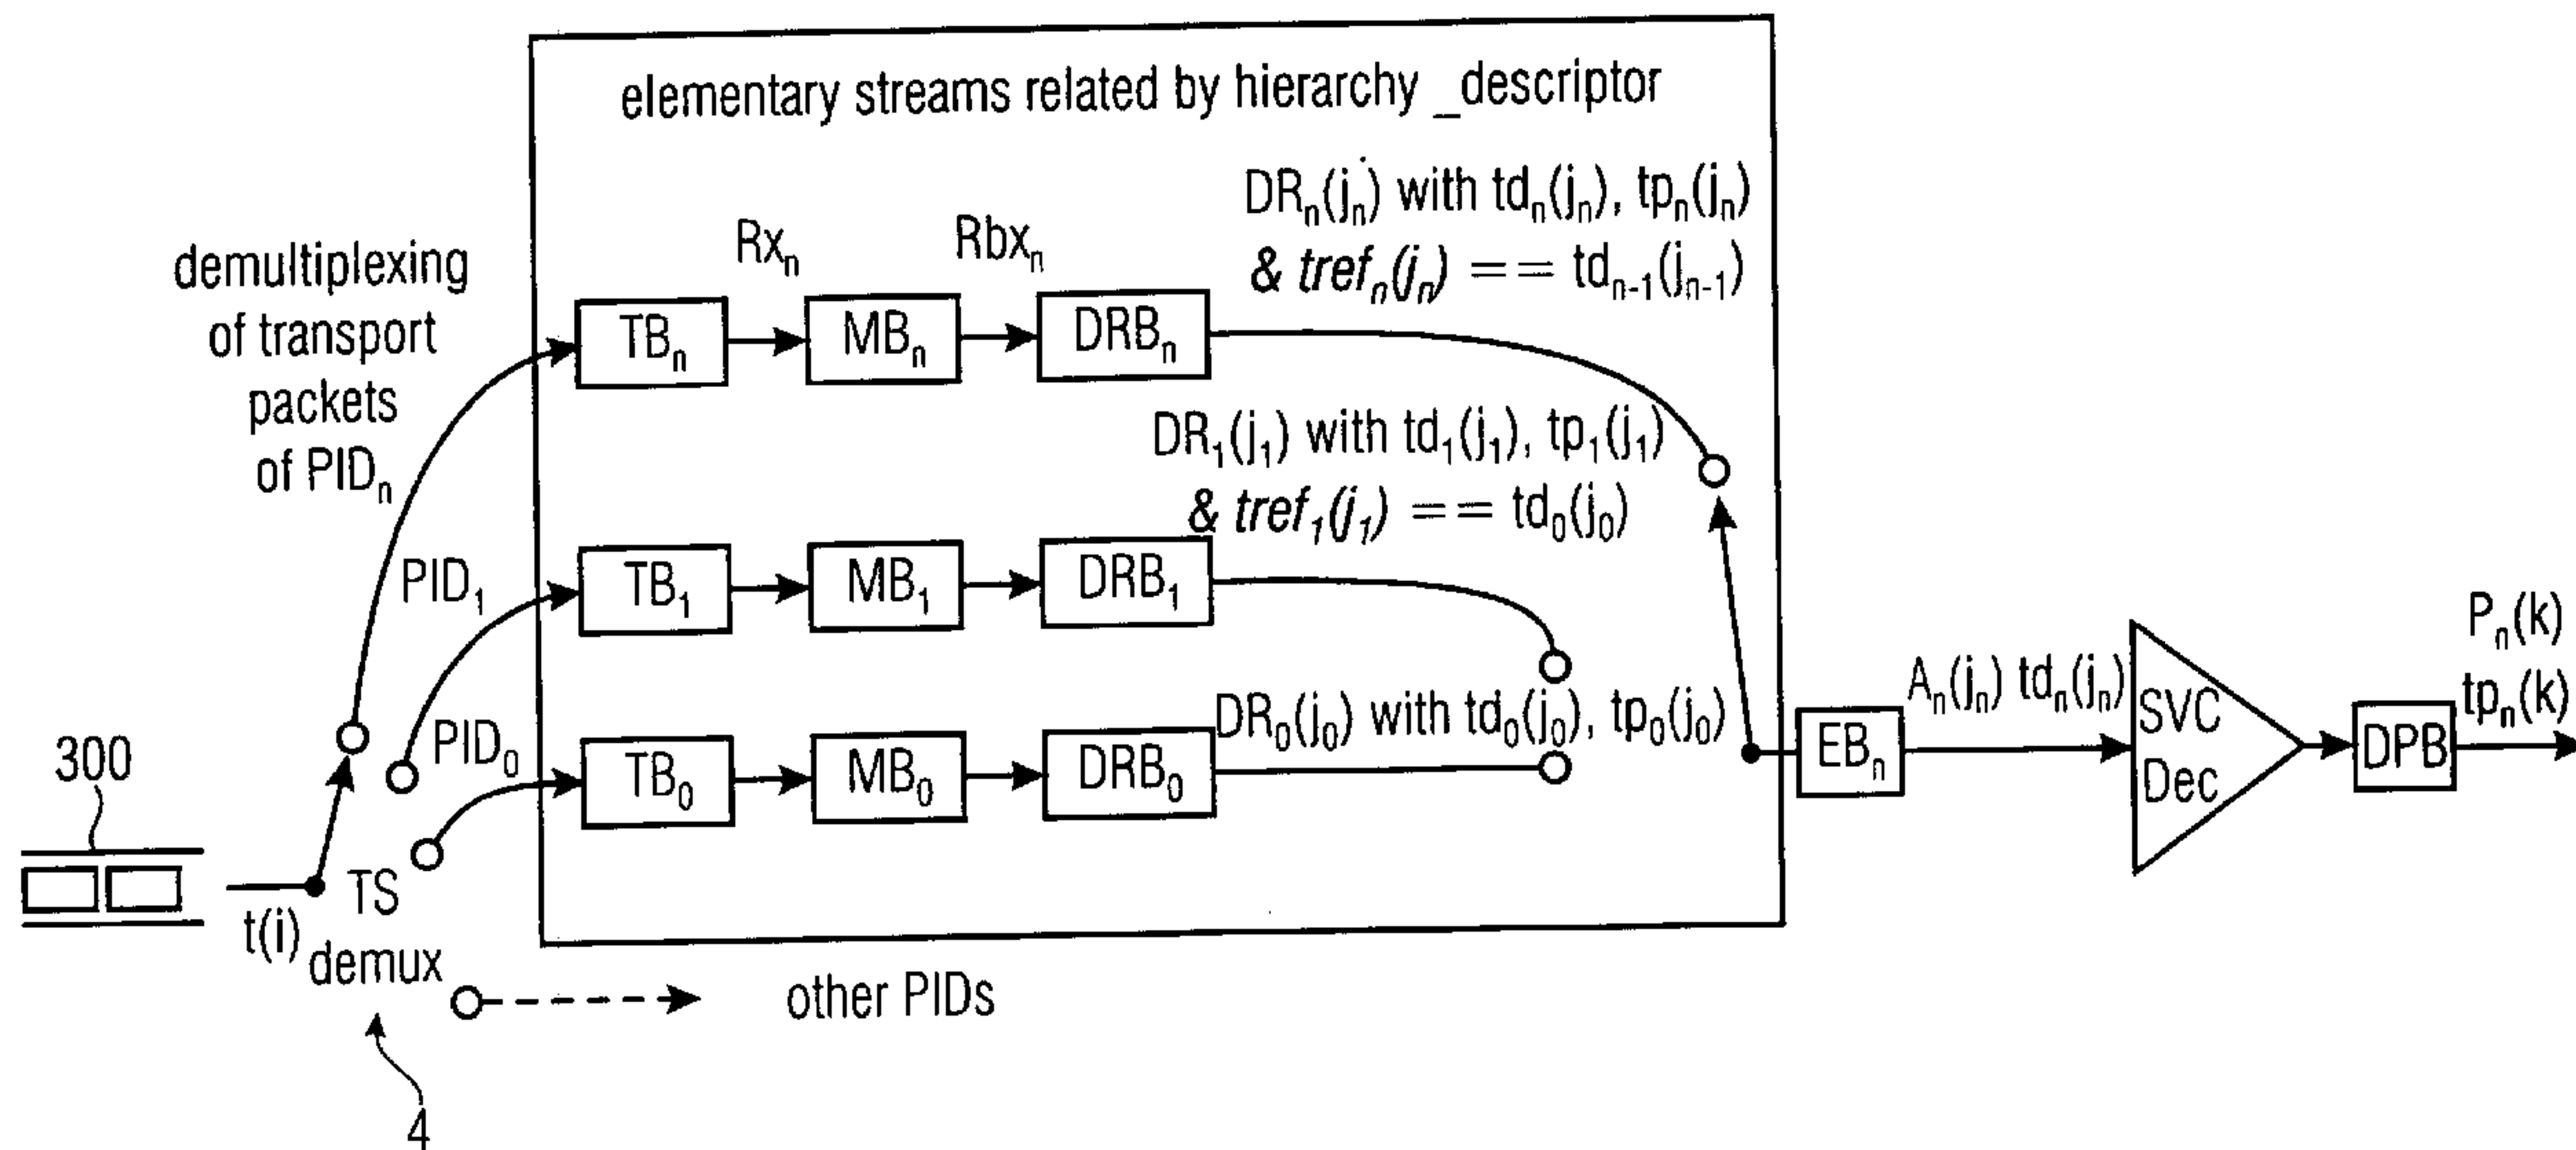 elementary streams related by hierarchy _descriptor
demultiplexing
of transport
packets
of PIDₙ
Rxₙ
Rbxₙ
DRₙ(jₙ) with tdₙ(jₙ), tpₙ(jₙ)
& trefₙ(jₙ) == tdₙ₋₁(jₙ₋₁)
TBₙ
MBₙ
DRBₙ
DR₁(j₁) with td₁(j₁), tp₁(j₁)
& tref₁(j₁) == td₀(j₀)
PID₁
TB₁
MB₁
DRB₁
PID₀
TB₀
MB₀
DRB₀
DR₀(j₀) with td₀(j₀), tp₀(j₀)
EBₙ
Aₙ(jₙ) tdₙ(jₙ)
SVC
Dec
DPB
Pₙ(k)
tpₙ(k)
300
t(i)
TS
demux
other PIDs
4